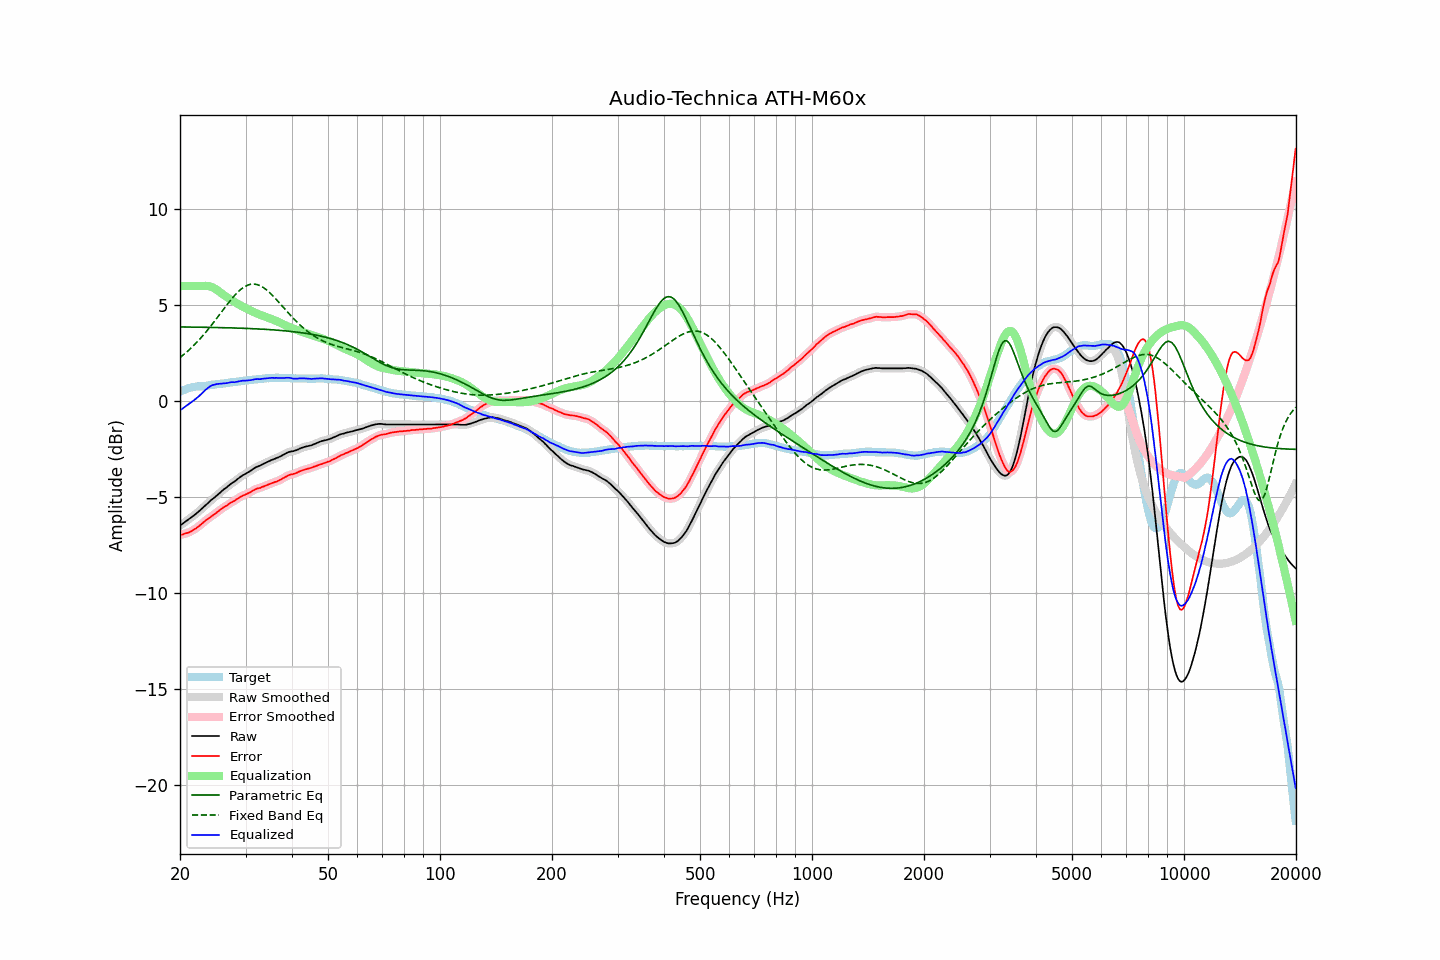 Audio-Technica ATH-M60x
Amplitude (dBr)
10
5
0
−5
−10
−15
−20
Target
Raw Smoothed
Error Smoothed
Raw
Error
Equalization
Parametric Eq
Fixed Band Eq
Equalized
20 50 100 200 500 1000 2000 5000 10000 20000
Frequency (Hz)